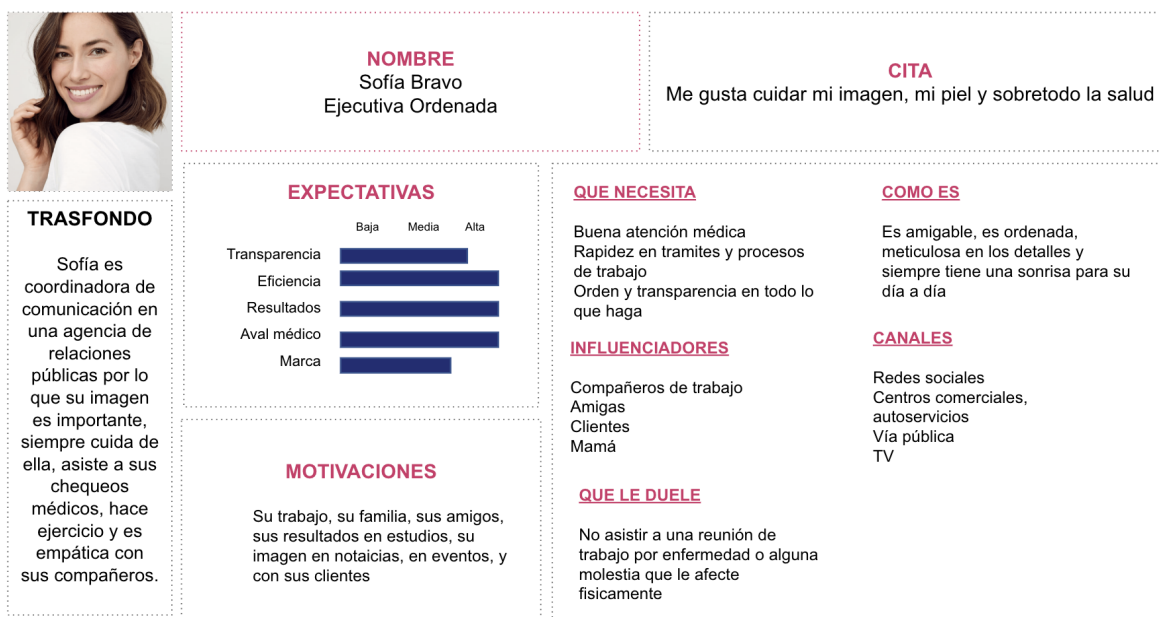 NOMBRE
Sofía Bravo
Ejecutiva Ordenada
CITA
Me gusta cuidar mi imagen, mi piel y sobretodo la salud
TRASFONDO
Sofía es
coordinadora de
comunicación en
una agencia de
relaciones
públicas por lo
que su imagen
es importante,
siempre cuida de
ella, asiste a sus
chequeos
médicos, hace
ejercicio y es
empática con
sus compañeros.
EXPECTATIVAS
Baja Media Alta
Transparencia
Eficiencia
Resultados
Aval médico
Marca
MOTIVACIONES
Su trabajo, su familia, sus amigos,
sus resultados en estudios, su
imagen en notaicias, en eventos, y
con sus clientes
QUE NECESITA
Buena atención médica
Rapidez en tramites y procesos
de trabajo
Orden y transparencia en todo lo
que haga
COMO ES
Es amigable, es ordenada,
meticulosa en los detalles y
siempre tiene una sonrisa para su
día a día
INFLUENCIADORES
Compañeros de trabajo
Amigas
Clientes
Mamá
CANALES
Redes sociales
Centros comerciales,
autoservicios
Vía pública
TV
QUE LE DUELE
No asistir a una reunión de
trabajo por enfermedad o alguna
molestia que le afecte
fisicamente